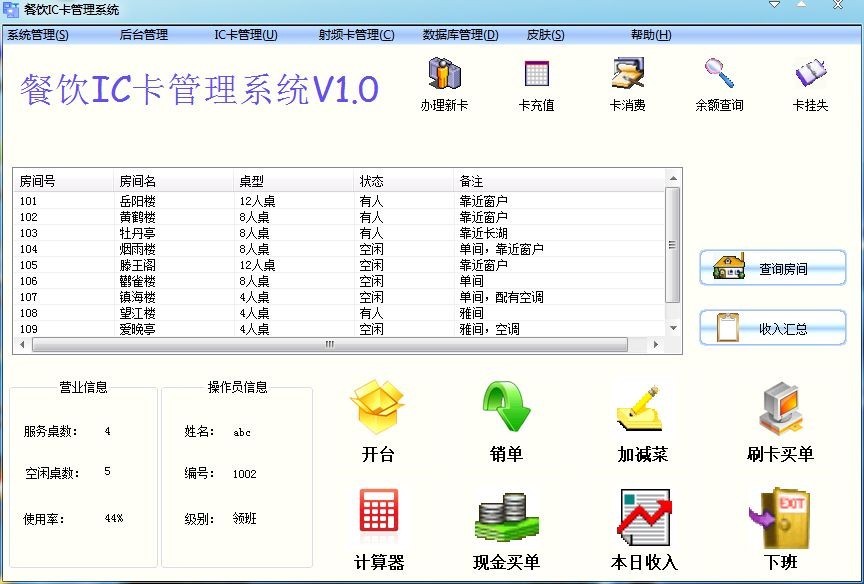 餐饮IC卡管理系统
系统管理(S) 后台管理 IC卡管理(U) 射频卡管理(C) 数据库管理(D) 皮肤(S) 帮助(H)
餐饮IC卡管理系统V1.0
办理新卡 卡充值 卡消费 余额查询 卡挂失
房间号 房间名 桌型 状态 备注
101 岳阳楼 12人桌 有人 靠近窗户
102 黄鹤楼 8人桌 有人 靠近窗户
103 牡丹亭 8人桌 有人 靠近长湖
104 烟雨楼 8人桌 空闲 单间，靠近窗户
105 滕王阁 12人桌 空闲 靠近窗户
106 鹳雀楼 8人桌 空闲 单间
107 镇海楼 4人桌 空闲 单间，配有空调
108 望江楼 4人桌 有人 雅间
109 爱晚亭 4人桌 空闲 雅间，空调
查询房间
收入汇总
营业信息
服务桌数： 4
空闲桌数： 5
使用率： 44%
操作员信息
姓名： abc
编号： 1002
级别： 领班
开台 销单 加减菜 刷卡买单
EXIT
计算器 现金买单 本日收入 下班